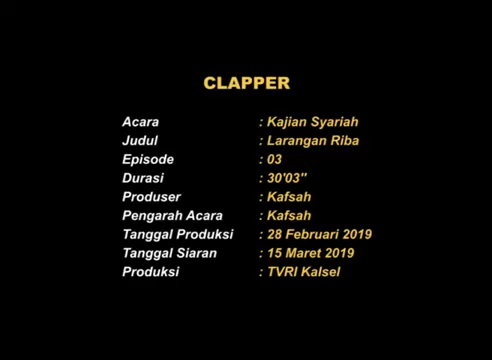 CLAPPER
Acara : Kajian Syariah
Judul : Larangan Riba
Episode : 03
Durasi : 30'03"
Produser : Kafsah
Pengarah Acara : Kafsah
Tanggal Produksi : 28 Februari 2019
Tanggal Siaran : 15 Maret 2019
Produksi : TVRI Kalsel